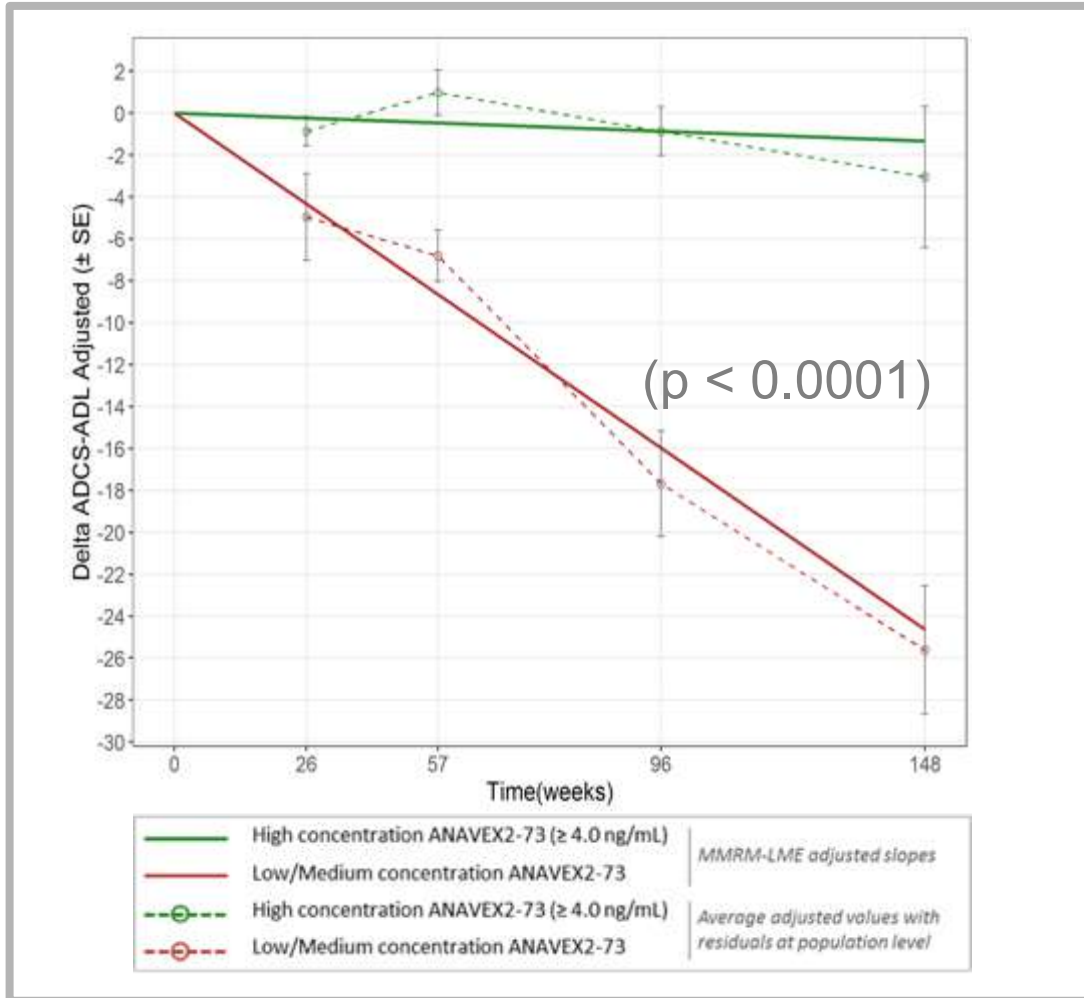 Delta ADCS-ADL Adjusted (± SE)
2
0
-2
-4
-6
-8
-10
-12
-14
-16
-18
-20
-22
-24
-26
-28
-30
(p < 0.0001)
0 26 57 96 148
Time(weeks)
High concentration ANAVEX2-73 (≥ 4.0 ng/mL)
Low/Medium concentration ANAVEX2-73
MMRM-LME adjusted slopes
High concentration ANAVEX2-73 (≥ 4.0 ng/mL)
Low/Medium concentration ANAVEX2-73
Average adjusted values with
residuals at population level